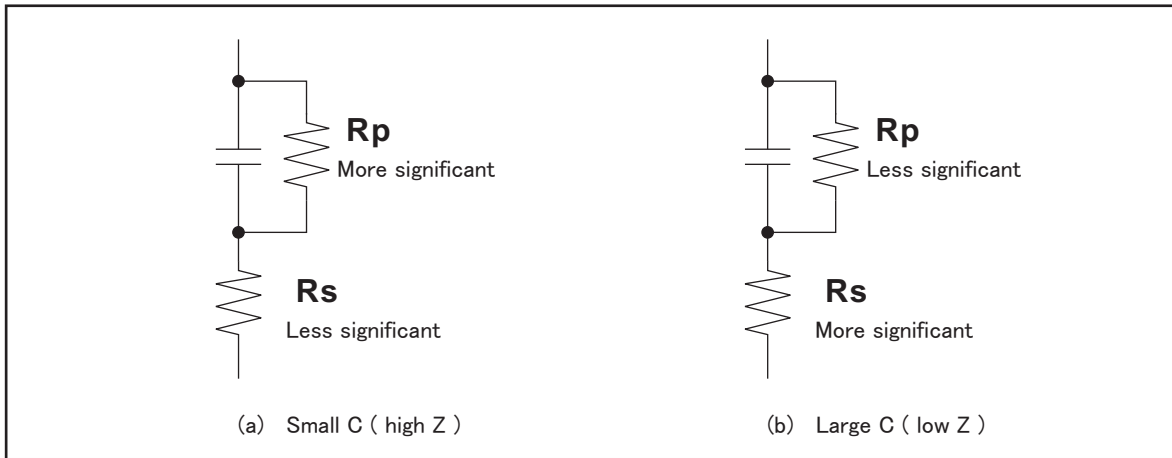 Rp
More significant
Rs
Less significant
(a) Small C ( high Z )
Rp
Less significant
Rs
More significant
(b) Large C ( low Z )